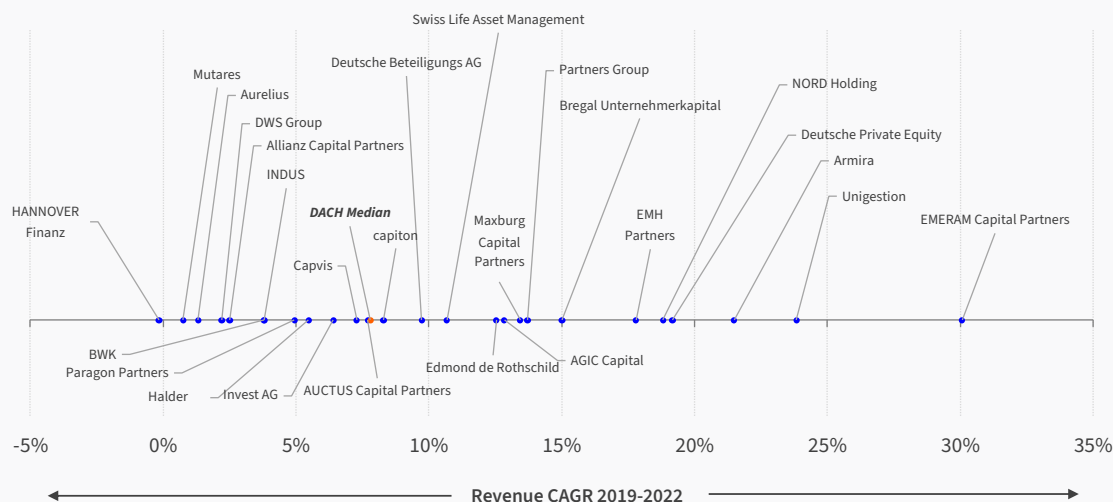 Swiss Life Asset Management
Deutsche Beteiligungs AG
Partners Group
Mutares
NORD Holding
Aurelius
Bregal Unternehmerkapital
DWS Group
Deutsche Private Equity
Allianz Capital Partners
Armira
INDUS
Unigestion
HANNOVER
Finanz
DACH Median
capiton
Maxburg
Capital
Partners
EMH
Partners
EMERAM Capital Partners
Capvis
BWK
Paragon Partners
Halder
Invest AG
AUCTUS Capital Partners
Edmond de Rothschild
AGIC Capital
-5%
0%
5%
10%
15%
20%
25%
30%
35%
Revenue CAGR 2019-2022